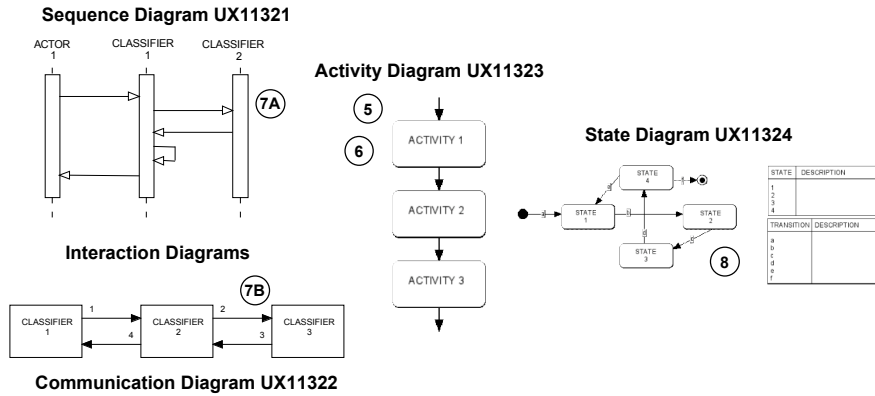 Sequence Diagram UX11321
ACTOR
1
CLASSIFIER
1
CLASSIFIER
2
7A
Interaction Diagrams
7B
CLASSIFIER
1
1
4
CLASSIFIER
2
2
3
CLASSIFIER
3
Communication Diagram UX11322
Activity Diagram UX11323
5
6
ACTIVITY 1
ACTIVITY 2
ACTIVITY 3
State Diagram UX11324
STATE
4
STATE
1
STATE
2
STATE
3
8
STATE DESCRIPTION
1
2
3
4
TRANSITION DESCRIPTION
a
b
c
d
e
f